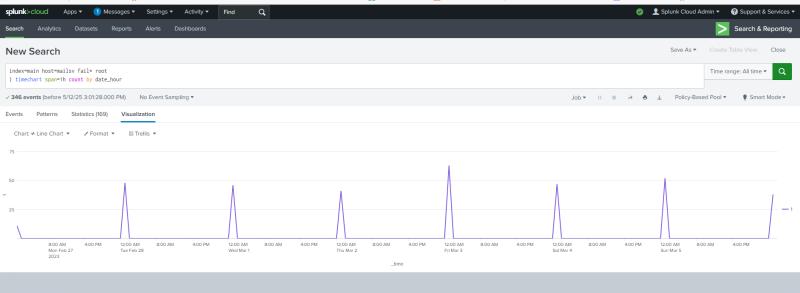 splunk>cloud Apps ▾ 1 Messages ▾ Settings ▾ Activity ▾ Find Splunk Cloud Admin ▾ Support & Services ▾
Search Analytics Datasets Reports Alerts Dashboards Search & Reporting
New Search Save As ▾ Create Table View Close
index=main host=mailsv fail* root
| timechart span=1h count by date_hour
Time range: All time ▾
✓ 346 events (before 5/12/25 3:01:28.000 PM) No Event Sampling ▾ Job ▾ Policy-Based Pool ▾ Smart Mode ▾
Events Patterns Statistics (169) Visualization
Chart Line Chart ▾ Format ▾ Trellis ▾
75
50
25
1
8:00 AM 4:00 PM 12:00 AM 8:00 AM 4:00 PM 12:00 AM 8:00 AM 4:00 PM 12:00 AM 8:00 AM 4:00 PM 12:00 AM 8:00 AM 4:00 PM 12:00 AM 8:00 AM 4:00 PM 12:00 AM 8:00 AM 4:00 PM
Mon Feb 27 Tue Feb 28 Wed Mar 1 Thu Mar 2 Fri Mar 3 Sat Mar 4 Sun Mar 5
2023
_time